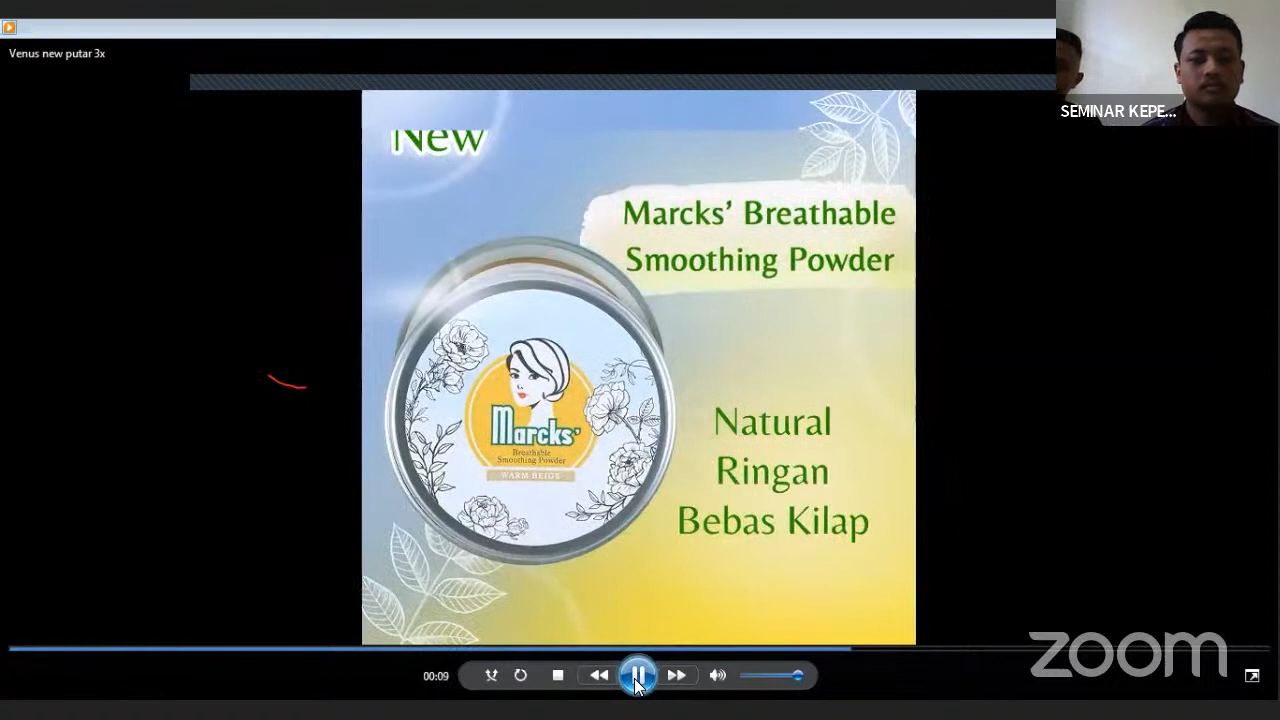 Venus new putar 3x
SEMINAR KEPE...
New
Marcks’ Breathable
Smoothing Powder
Marcks’
Breathable
Smoothing Powder
WARM BEIGE
Natural
Ringan
Bebas Kilap
00:09
zoom